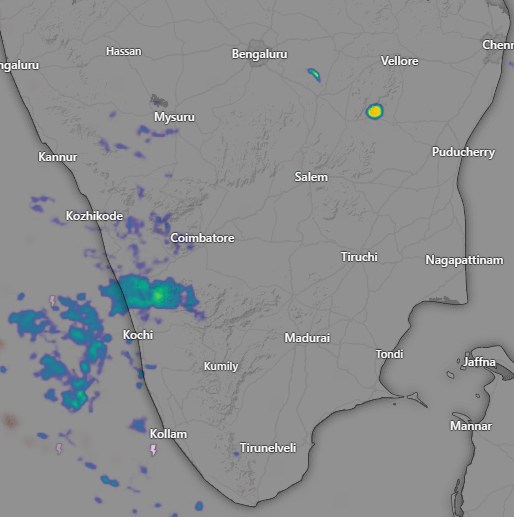 Hassan
Bengaluru
Chenn
ngaluru
Vellore
Mysuru
Kannur
Puducherry
Salem
Kozhikode
Coimbatore
Tiruchi
Nagapattinam
Kochi
Madurai
Tondi
Kumily
Jaffna
Mannar
Kollam
Tirunelveli